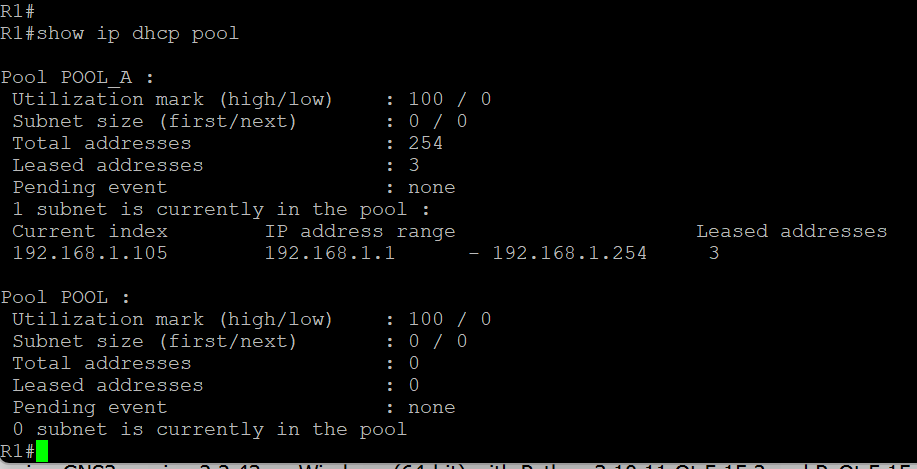 R1#
R1#show ip dhcp pool
Pool POOL_A :
Utilization mark (high/low)    : 100 / 0
Subnet size (first/next)       : 0 / 0
Total addresses                : 254
Leased addresses               : 3
Pending event                  : none
1 subnet is currently in the pool :
Current index        IP address range                    Leased addresses
192.168.1.105        192.168.1.1      - 192.168.1.254     3
Pool POOL :
Utilization mark (high/low)    : 100 / 0
Subnet size (first/next)       : 0 / 0
Total addresses                : 0
Leased addresses               : 0
Pending event                  : none
0 subnet is currently in the pool
R1#